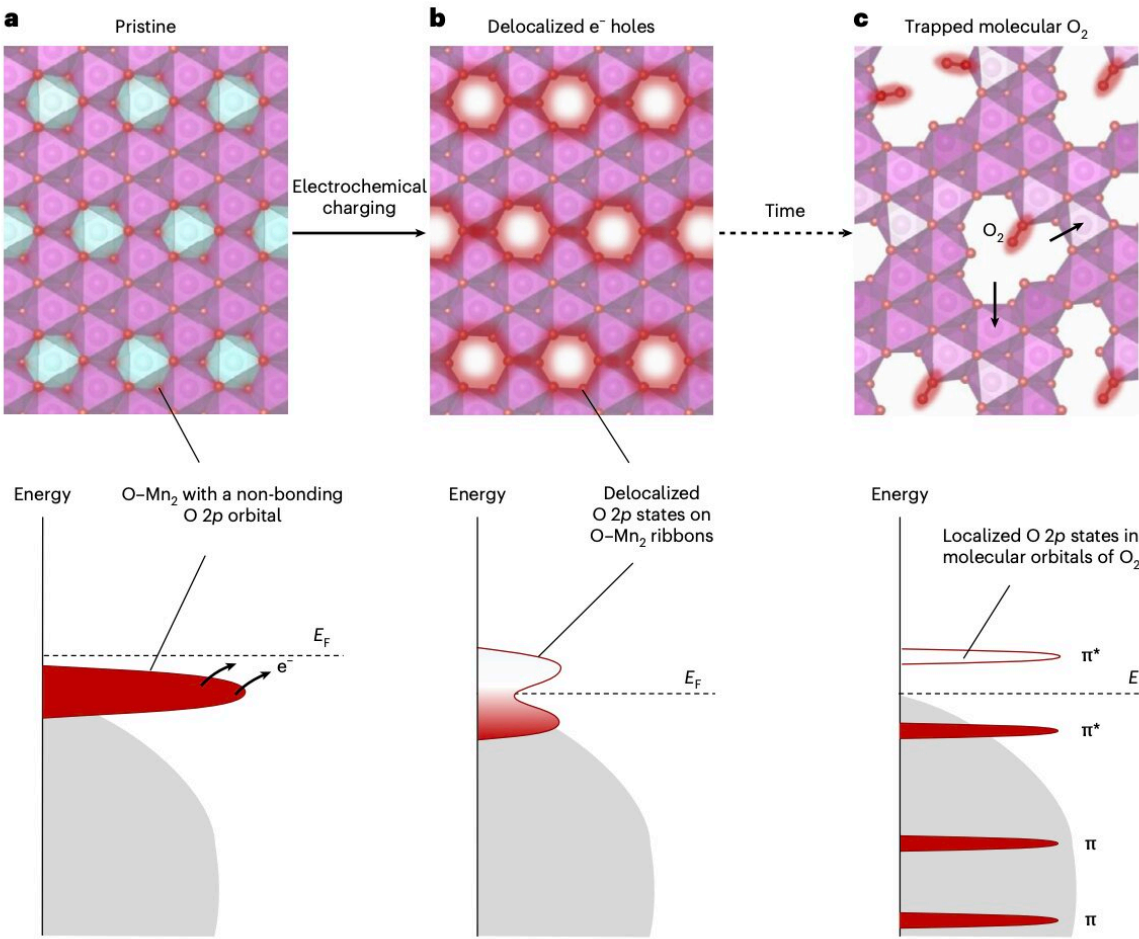 a
Pristine
b
Delocalized e⁻ holes
c
Trapped molecular O₂
Electrochemical
charging
Time
O₂
Energy
O–Mn₂ with a non-bonding
O 2p orbital
E_F
e⁻
Energy
Delocalized
O 2p states on
O–Mn₂ ribbons
E_F
Energy
Localized O 2p states in
molecular orbitals of O₂
π*
E
π*
π
π